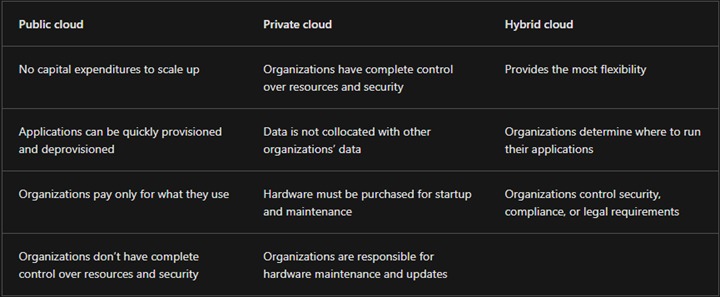 Public cloud
Private cloud
Hybrid cloud
No capital expenditures to scale up
Organizations have complete control
over resources and security
Provides the most flexibility
Applications can be quickly provisioned
and deprovisioned
Data is not collocated with other
organizations’ data
Organizations determine where to run
their applications
Organizations pay only for what they use
Hardware must be purchased for startup
and maintenance
Organizations control security,
compliance, or legal requirements
Organizations don’t have complete
control over resources and security
Organizations are responsible for
hardware maintenance and updates